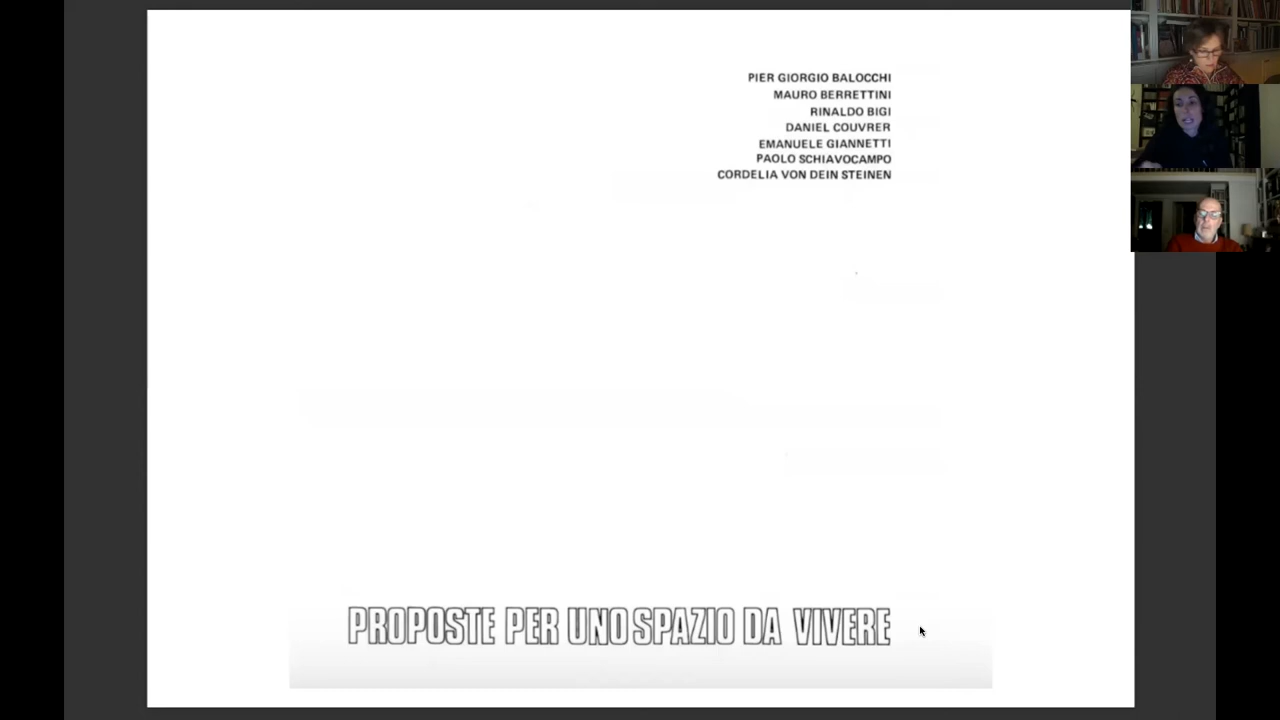 PIER GIORGIO BALOCCHI
MAURO BERRETTINI
RINALDO BIGI
DANIEL COUVRER
EMANUELE GIANNETTI
PAOLO SCHIAVOCAMPO
CORDELIA VON DEIN STEINEN
PROPOSTE PER UNO SPAZIO DA VIVERE